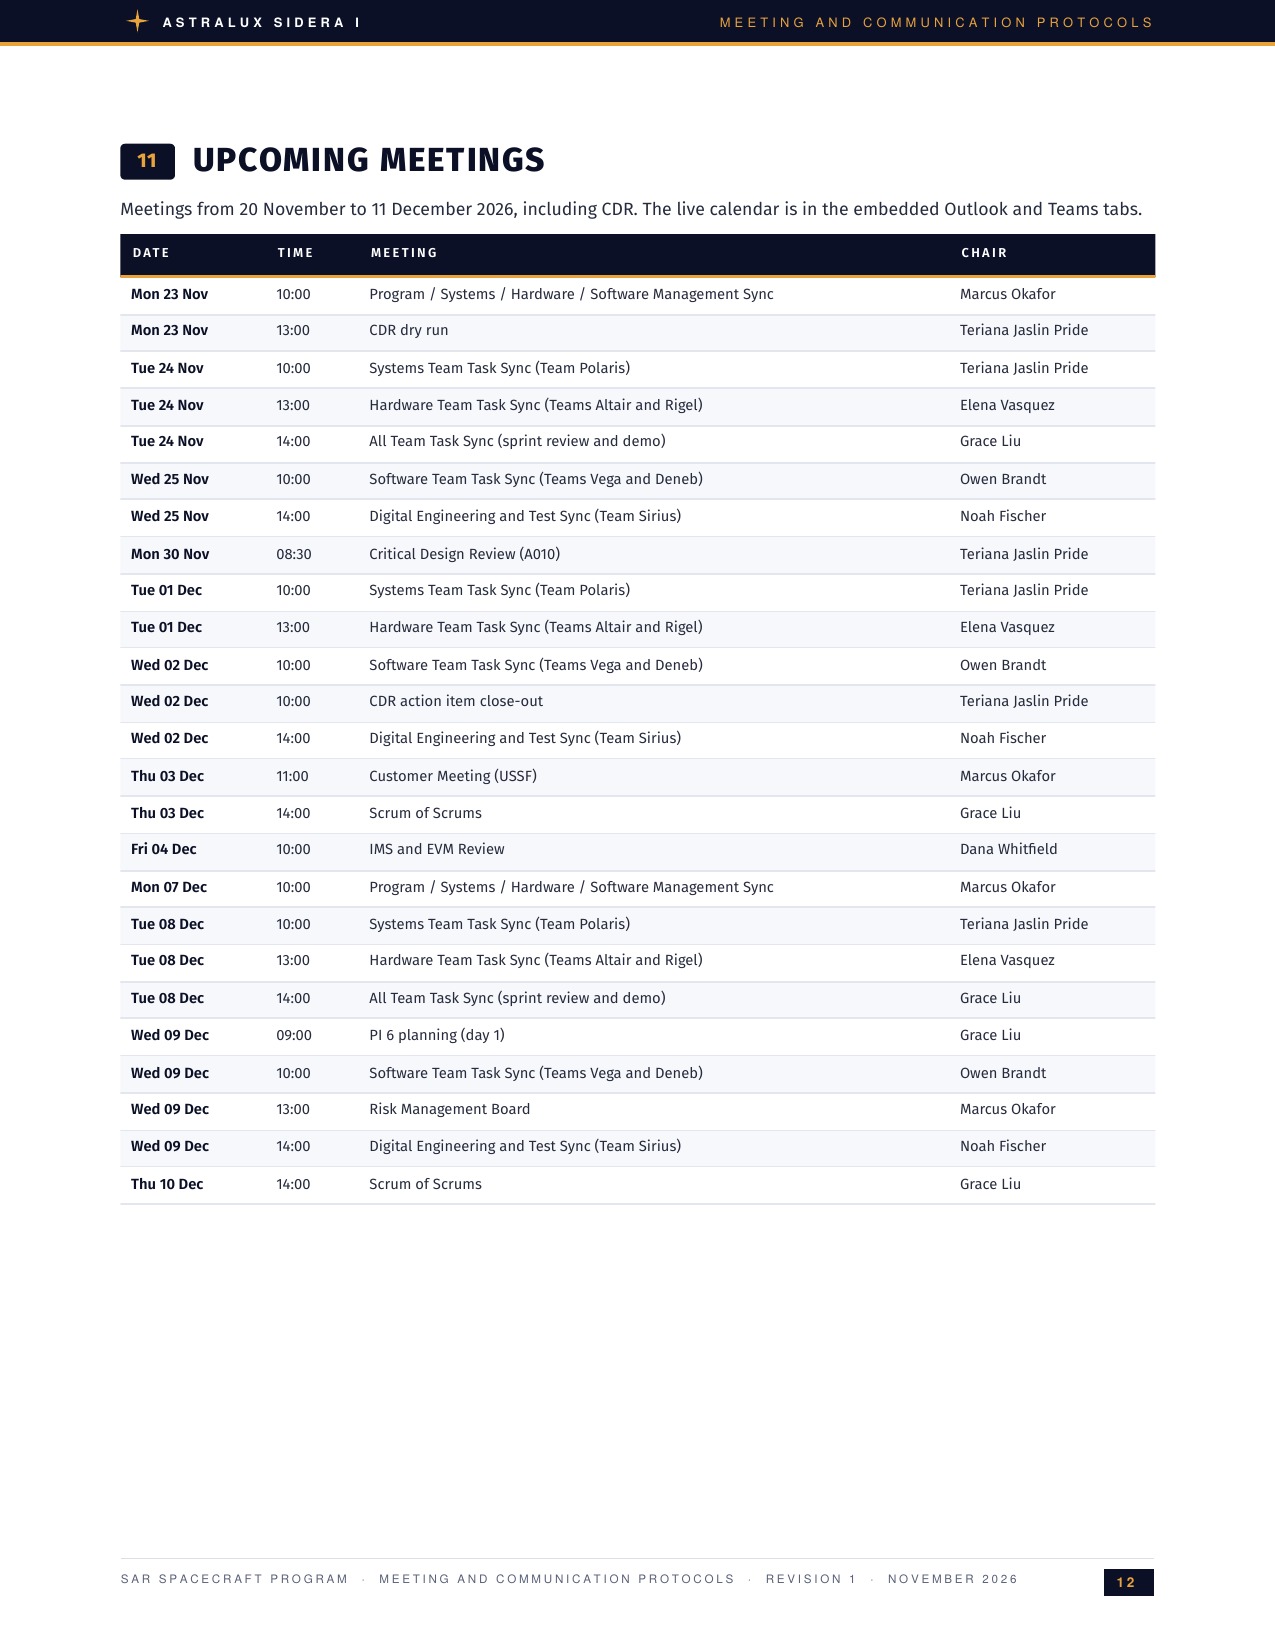 ASTRALUX SIDERA I MEETING AND COMMUNICATION PROTOCOLS
11 UPCOMING MEETINGS
Meetings from 20 November to 11 December 2026, including CDR. The live calendar is in the embedded Outlook and Teams tabs.
DATE TIME MEETING CHAIR
Mon 23 Nov 10:00 Program / Systems / Hardware / Software Management Sync Marcus Okafor
Mon 23 Nov 13:00 CDR dry run Teriana Jaslin Pride
Tue 24 Nov 10:00 Systems Team Task Sync (Team Polaris) Teriana Jaslin Pride
Tue 24 Nov 13:00 Hardware Team Task Sync (Teams Altair and Rigel) Elena Vasquez
Tue 24 Nov 14:00 All Team Task Sync (sprint review and demo) Grace Liu
Wed 25 Nov 10:00 Software Team Task Sync (Teams Vega and Deneb) Owen Brandt
Wed 25 Nov 14:00 Digital Engineering and Test Sync (Team Sirius) Noah Fischer
Mon 30 Nov 08:30 Critical Design Review (A010) Teriana Jaslin Pride
Tue 01 Dec 10:00 Systems Team Task Sync (Team Polaris) Teriana Jaslin Pride
Tue 01 Dec 13:00 Hardware Team Task Sync (Teams Altair and Rigel) Elena Vasquez
Wed 02 Dec 10:00 Software Team Task Sync (Teams Vega and Deneb) Owen Brandt
Wed 02 Dec 10:00 CDR action item close-out Teriana Jaslin Pride
Wed 02 Dec 14:00 Digital Engineering and Test Sync (Team Sirius) Noah Fischer
Thu 03 Dec 11:00 Customer Meeting (USSF) Marcus Okafor
Thu 03 Dec 14:00 Scrum of Scrums Grace Liu
Fri 04 Dec 10:00 IMS and EVM Review Dana Whitfield
Mon 07 Dec 10:00 Program / Systems / Hardware / Software Management Sync Marcus Okafor
Tue 08 Dec 10:00 Systems Team Task Sync (Team Polaris) Teriana Jaslin Pride
Tue 08 Dec 13:00 Hardware Team Task Sync (Teams Altair and Rigel) Elena Vasquez
Tue 08 Dec 14:00 All Team Task Sync (sprint review and demo) Grace Liu
Wed 09 Dec 09:00 PI 6 planning (day 1) Grace Liu
Wed 09 Dec 10:00 Software Team Task Sync (Teams Vega and Deneb) Owen Brandt
Wed 09 Dec 13:00 Risk Management Board Marcus Okafor
Wed 09 Dec 14:00 Digital Engineering and Test Sync (Team Sirius) Noah Fischer
Thu 10 Dec 14:00 Scrum of Scrums Grace Liu
SAR SPACECRAFT PROGRAM · MEETING AND COMMUNICATION PROTOCOLS · REVISION 1 · NOVEMBER 2026 12